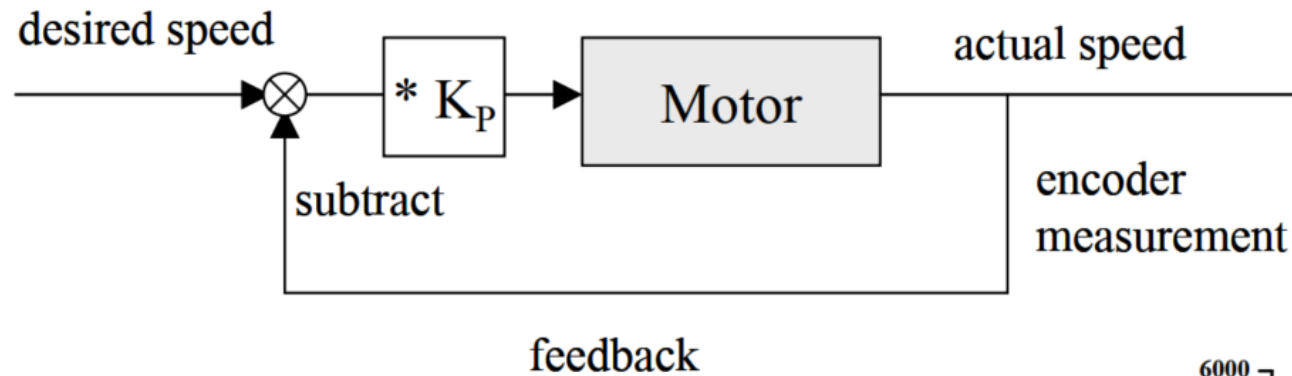 desired speed
actual speed
* K_P
Motor
subtract
encoder
measurement
feedback
6000